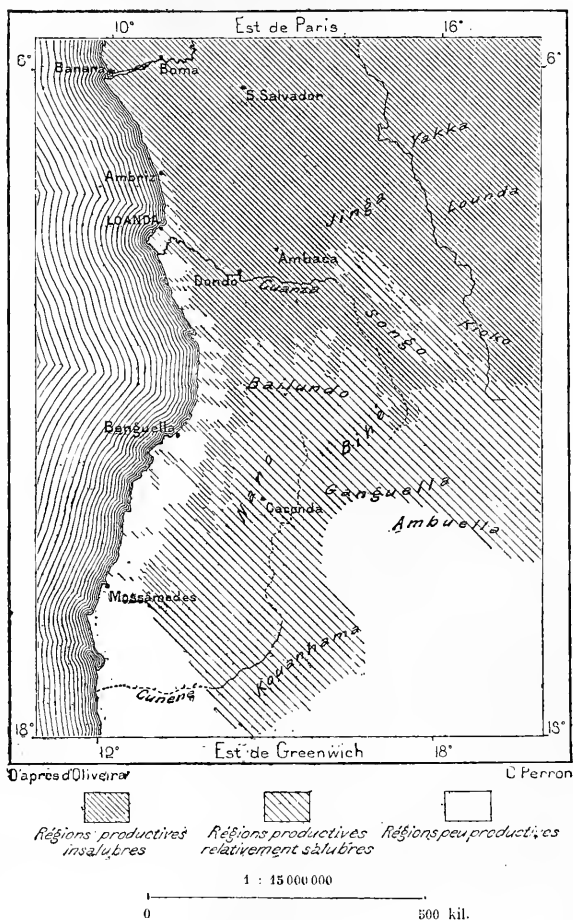 Est de Paris
10° 16°
6° 6°
Banana
Boma
S.Salvador
Yakka
Lounda
Ambriz
Jinga
LOANDA
Ambaca
Dondo
Cuanza
Songo
Kioko
Bailundo
Benguella
Bihé
Nano
Ganguella
Caconda
Ambuella
Mossâmedes
Kouanhama
Cunene
18° 18°
12° 18°
Est de Greenwich
D'après d'Oliveira
C Perron
Régions productives
insalubres
Régions productives
relativement salubres
Régions peu productives
1 : 15 000 000
0 500 kil.